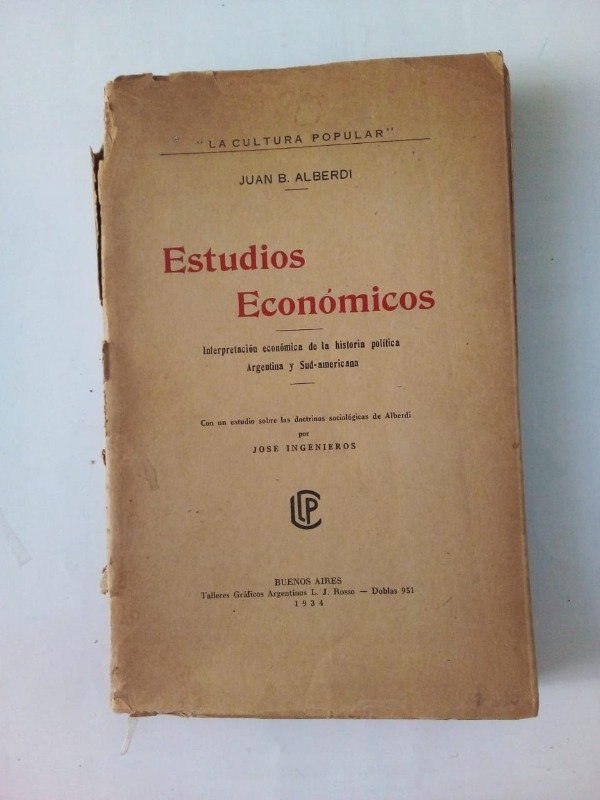 "LA CULTURA POPULAR"
JUAN B. ALBERDI
Estudios
Económicos
Interpretación económica de la historia política
Argentina y Sud-americana
Con un estudio sobre las doctrinas sociológicas de Alberdi
por
JOSE INGENIEROS
LCP
BUENOS AIRES
Talleres Gráficos Argentinos L. J. Rosso — Doblas 951
1934